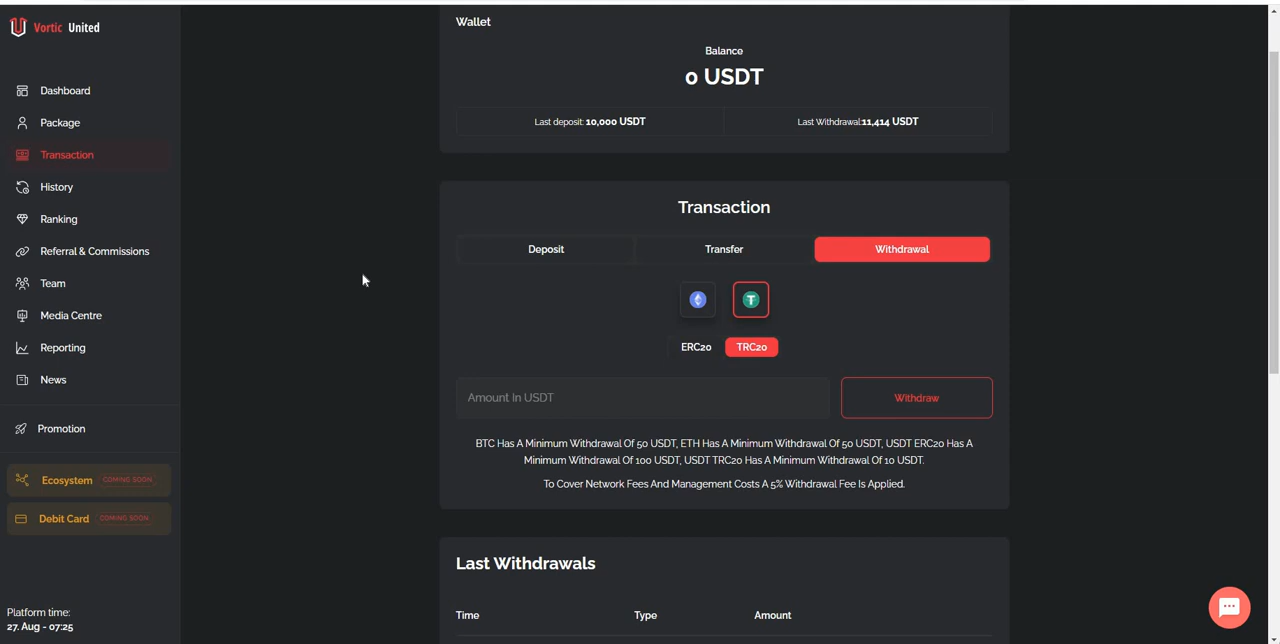 Vortic United
Dashboard
Package
Transaction
History
Ranking
Referral & Commissions
Team
Media Centre
Reporting
News
Promotion
Ecosystem COMING SOON
Debit Card COMING SOON
Platform time:
27. Aug - 07:25
Wallet
Balance
0 USDT
Last deposit: 10,000 USDT
Last Withdrawal:11,414 USDT
Transaction
Deposit
Transfer
Withdrawal
ERC20
TRC20
Amount In USDT
Withdraw
BTC Has A Minimum Withdrawal Of 50 USDT, ETH Has A Minimum Withdrawal Of 50 USDT, USDT ERC20 Has A
Minimum Withdrawal Of 100 USDT, USDT TRC20 Has A Minimum Withdrawal Of 10 USDT.
To Cover Network Fees And Management Costs A 5% Withdrawal Fee Is Applied.
Last Withdrawals
Time
Type
Amount